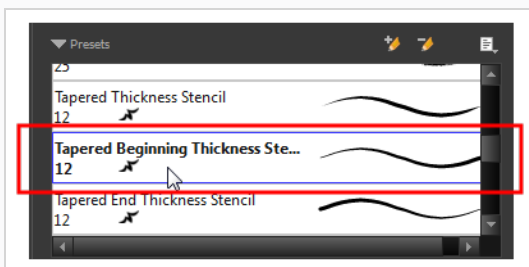 Presets
25
Tapered Thickness Stencil
12
Tapered Beginning Thickness Ste...
12
Tapered End Thickness Stencil
12